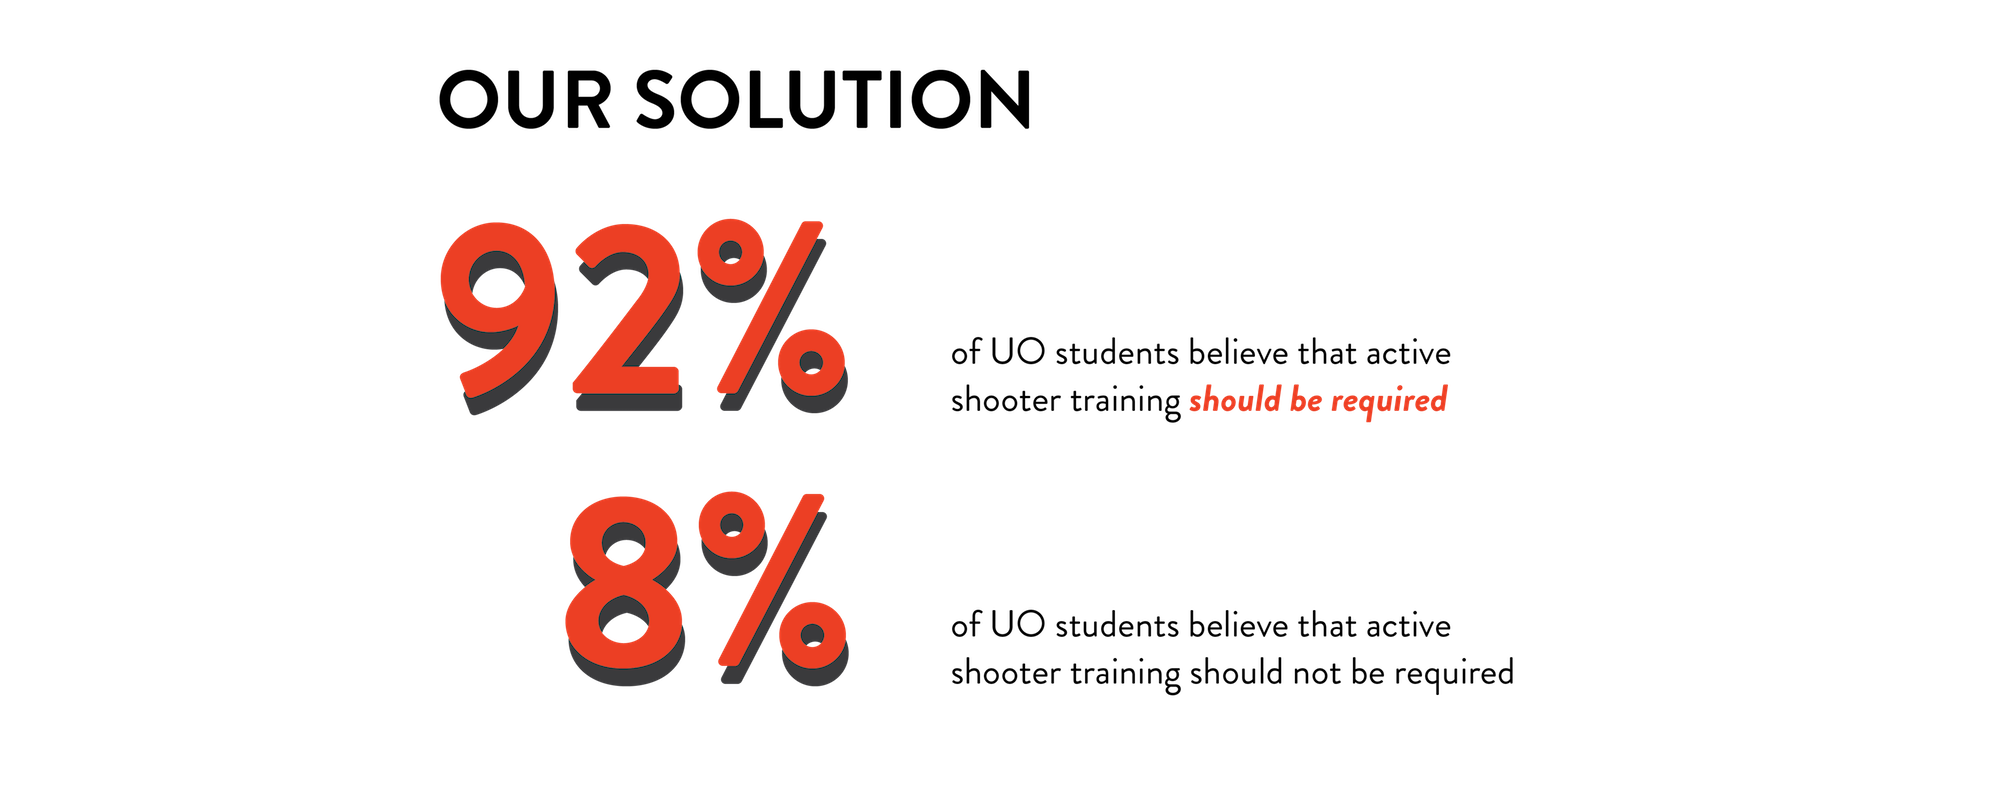 OUR SOLUTION
92%
of UO students believe that active
shooter training should be required
8%
of UO students believe that active
shooter training should not be required